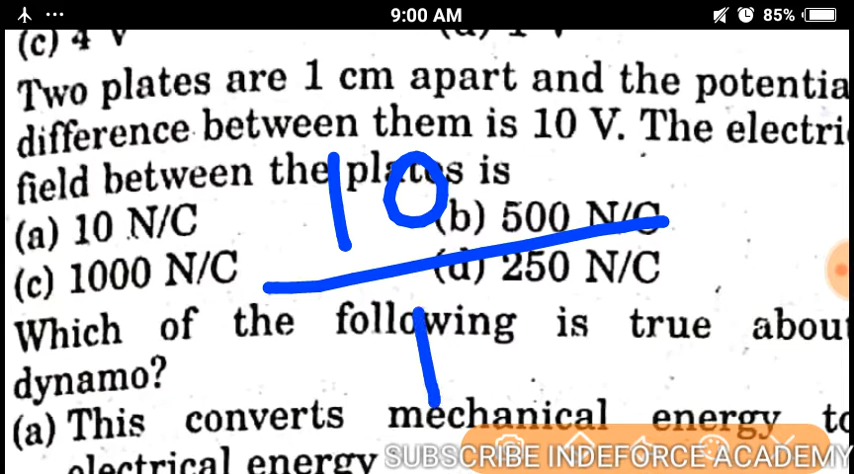 9:00 AM 85%
(c) 4 V
Two plates are 1 cm apart and the potentia
difference between them is 10 V. The electri
field between the plates is
(a) 10 N/C (b) 500 N/C
(c) 1000 N/C (d) 250 N/C
10
1
Which of the following is true about
dynamo?
(a) This converts mechanical energy to
electrical energy
SUBSCRIBE INDEFORCE ACADEMY